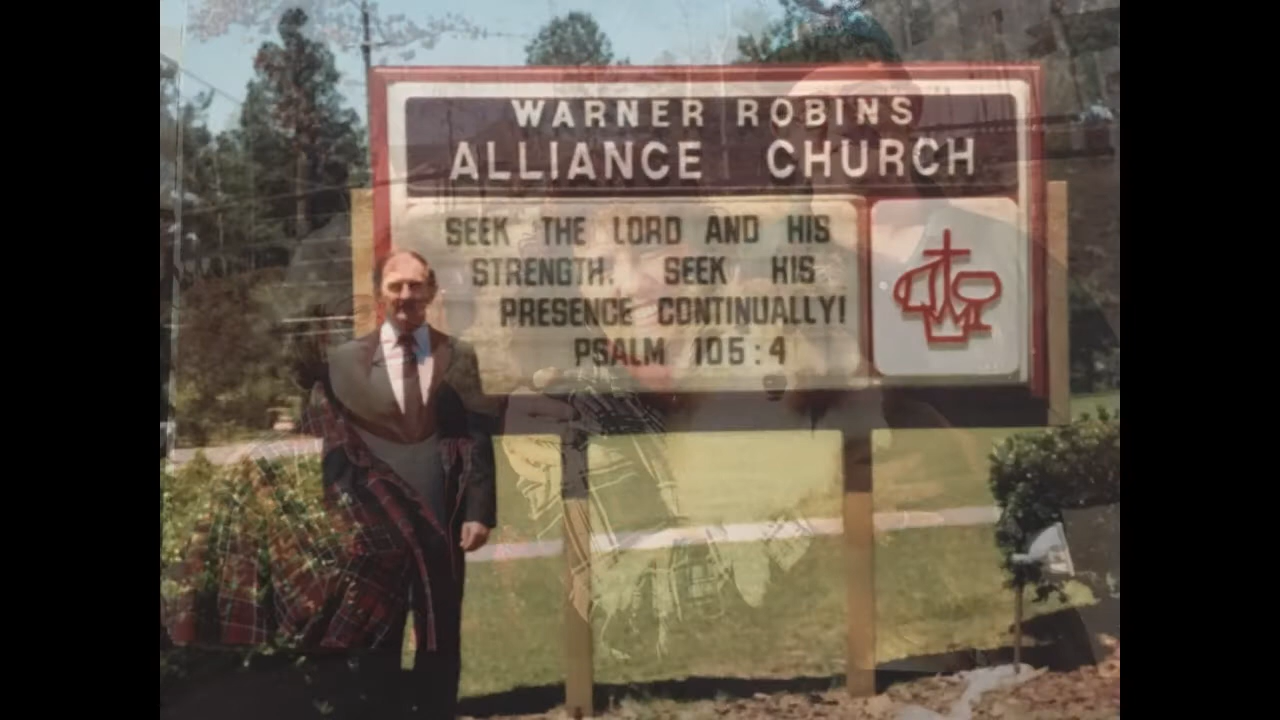 WARNER ROBINS
ALLIANCE CHURCH
SEEK THE LORD AND HIS
STRENGTH. SEEK HIS
PRESENCE CONTINUALLY!
PSALM 105:4